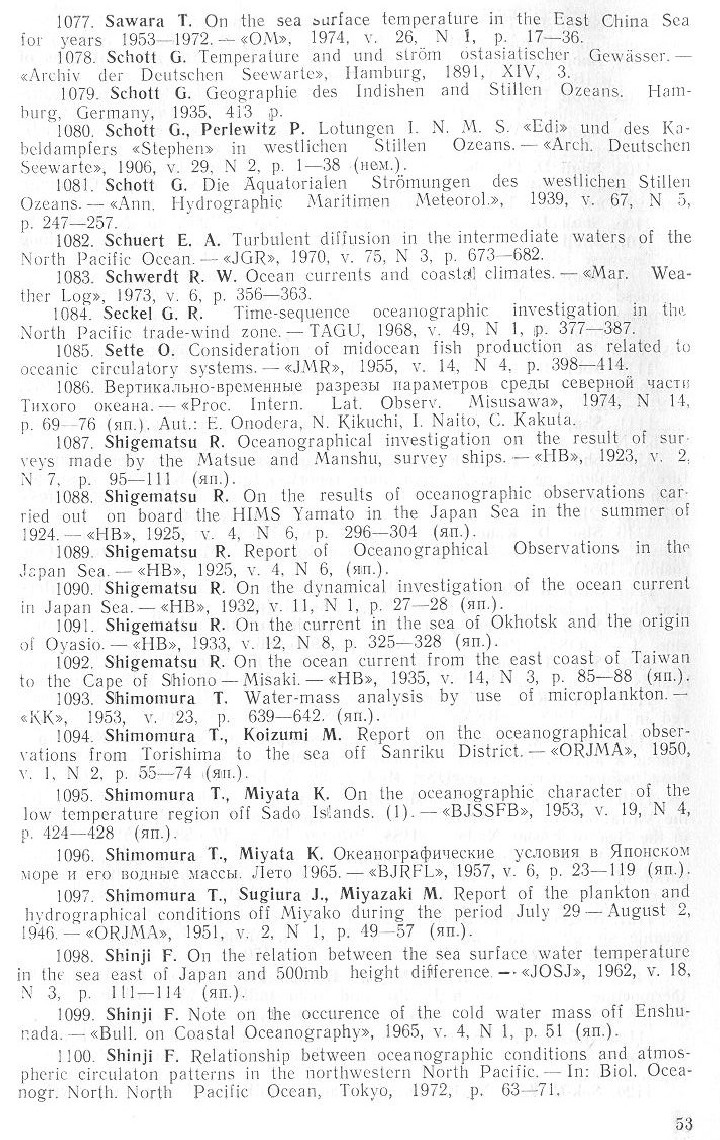 1077. Sawara T. On the sea surface temperature in the East China Sea
for years 1953—1972. — «OM», 1974, v. 26, N 1, p. 17—36.
1078. Schott G. Temperature and und ström ostasiatischer Gewässer. —
«Archiv der Deutschen Seewarte», Hamburg, 1891, XIV, 3.
1079. Schott G. Geographie des Indishen and Stillen Ozeans. Ham-
burg, Germany, 1935, 413 p.
1080. Schott G., Perlewitz P. Lotungen I. N. M. S. «Edi» und des Ka-
beldampfers «Stephen» in westlichen Stillen Ozeans. — «Arch. Deutschen
Seewarte», 1906, v. 29, N 2, p. 1—38 (нем.).
1081. Schott G. Die Äquatorialen Strömungen des westlichen Stillen
Ozeans. — «Ann. Hydrographic Maritimen Meteorol.», 1939, v. 67, N 5,
p. 247—257.
1082. Schuert E. A. Turbulent diffusion in the intermediate waters of the
North Pacific Ocean. — «JGR», 1970, v. 75, N 3, p. 673—682.
1083. Schwerdt R. W. Ocean currents and coastal climates. — «Mar. Wea-
ther Log», 1973, v. 6, p. 356—363.
1084. Seckel G. R. Time-sequence oceanographic investigation in the
North Pacific trade-wind zone. — TAGU, 1968, v. 49, N 1, p. 377—387.
1085. Sette O. Consideration of midocean fish production as related to
oceanic circulatory systems. — «JMR», 1955, v. 14, N 4, p. 398—414.
1086. Вертикально-временные разрезы параметров среды северной части
Тихого океана. — «Proc. Intern. Lat. Observ. Misusawa», 1974, N 14,
p. 69—76 (яп.). Aut.: E. Onodera, N. Kikuchi, I. Naito, C. Kakuta.
1087. Shigematsu R. Oceanographical investigation on the result of sur-
veys made by the Matsue and Manshu, survey ships. — «HB», 1923, v. 2,
N 7, p. 95—111 (яп.).
1088. Shigematsu R. On the results of oceanographic observations car-
ried out on board the HIMS Yamato in the Japan Sea in the summer of
1924. — «HB», 1925, v. 4, N 6, p. 296—304 (яп.).
1089. Shigematsu R. Report of Oceanographical Observations in the
Japan Sea. — «HB», 1925, v. 4, N 6, (яп.).
1090. Shigematsu R. On the dynamical investigation of the ocean current
in Japan Sea. — «HB», 1932, v. 11, N 1, p. 27—28 (яп.).
1091. Shigematsu R. On the current in the sea of Okhotsk and the origin
of Oyasio. — «HB», 1933, v. 12, N 8, p. 325—328 (яп.).
1092. Shigematsu R. On the ocean current from the east coast of Taiwan
to the Cape of Shiono — Misaki. — «HB», 1935, v. 14, N 3, p. 85—88 (яп.).
1093. Shimomura T. Water-mass analysis by use of microplankton. —
«KK», 1953, v. 23, p. 639—642. (яп.).
1094. Shimomura T., Koizumi M. Report on the oceanographical obser-
vations from Torishima to the sea off Sanriku District. — «ORJMA», 1950,
v. 1, N 2, p. 55—74 (яп.).
1095. Shimomura T., Miyata K. On the oceanographic character of the
low temperature region off Sado Islands. (1). — «BJSSFB», 1953, v. 19, N 4,
p. 424—428 (яп.).
1096. Shimomura T., Miyata K. Океанографические условия в Японском
море и его водные массы. Лето 1965. — «BJRFL», 1957, v. 6, p. 23—119 (яп.).
1097. Shimomura T., Sugiura J., Miyazaki M. Report of the plankton and
hydrographical conditions off Miyako during the period July 29 — August 2,
1946. — «ORJMA», 1951, v. 2, N 1, p. 49—57 (яп.).
1098. Shinji F. On the relation between the sea surface water temperature
in the sea east of Japan and 500mb height difference. — «JOSJ», 1962, v. 18,
N 3, p. 111—114 (яп.).
1099. Shinji F. Note on the occurence of the cold water mass off Enshu-
nada. — «Bull. on Coastal Oceanography», 1965, v. 4, N 1, p. 51 (яп.).
1100. Shinji F. Relationship between oceanographic conditions and atmos-
pheric circulaton patterns in the northwestern North Pacific. — In: Biol. Ocea-
nogr. North. North Pacific Ocean, Tokyo, 1972, p. 63—71.
53